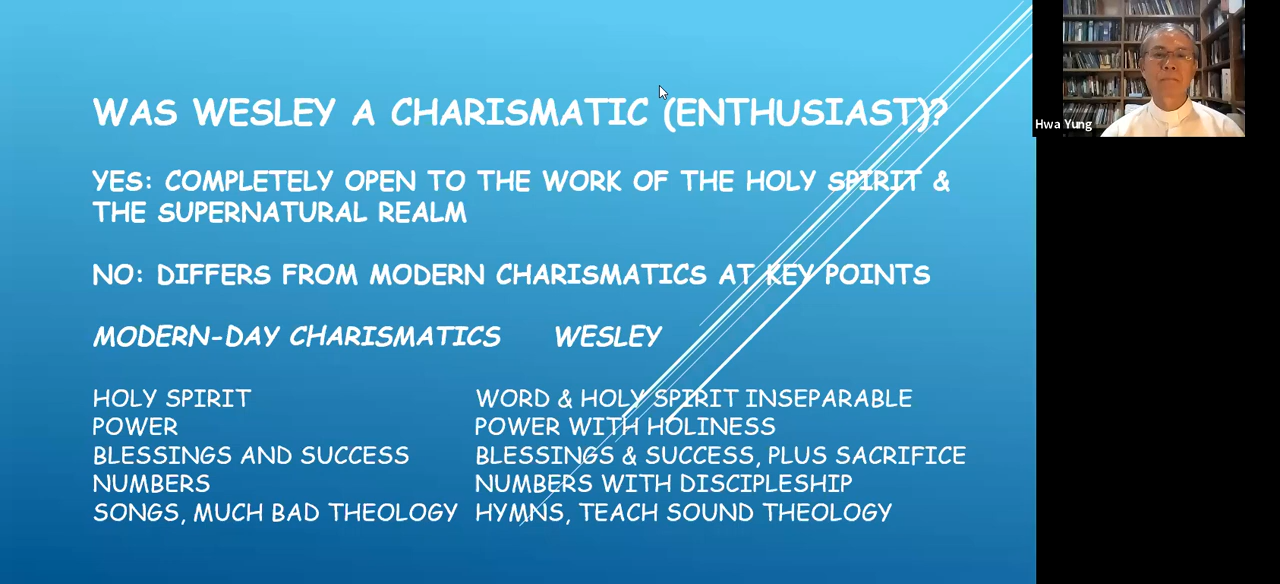 WAS WESLEY A CHARISMATIC (ENTHUSIAST)?
YES: COMPLETELY OPEN TO THE WORK OF THE HOLY SPIRIT &
THE SUPERNATURAL REALM
NO: DIFFERS FROM MODERN CHARISMATICS AT KEY POINTS
MODERN-DAY CHARISMATICS WESLEY
HOLY SPIRIT WORD & HOLY SPIRIT INSEPARABLE
POWER POWER WITH HOLINESS
BLESSINGS AND SUCCESS BLESSINGS & SUCCESS, PLUS SACRIFICE
NUMBERS NUMBERS WITH DISCIPLESHIP
SONGS, MUCH BAD THEOLOGY HYMNS, TEACH SOUND THEOLOGY
Hwa Yung